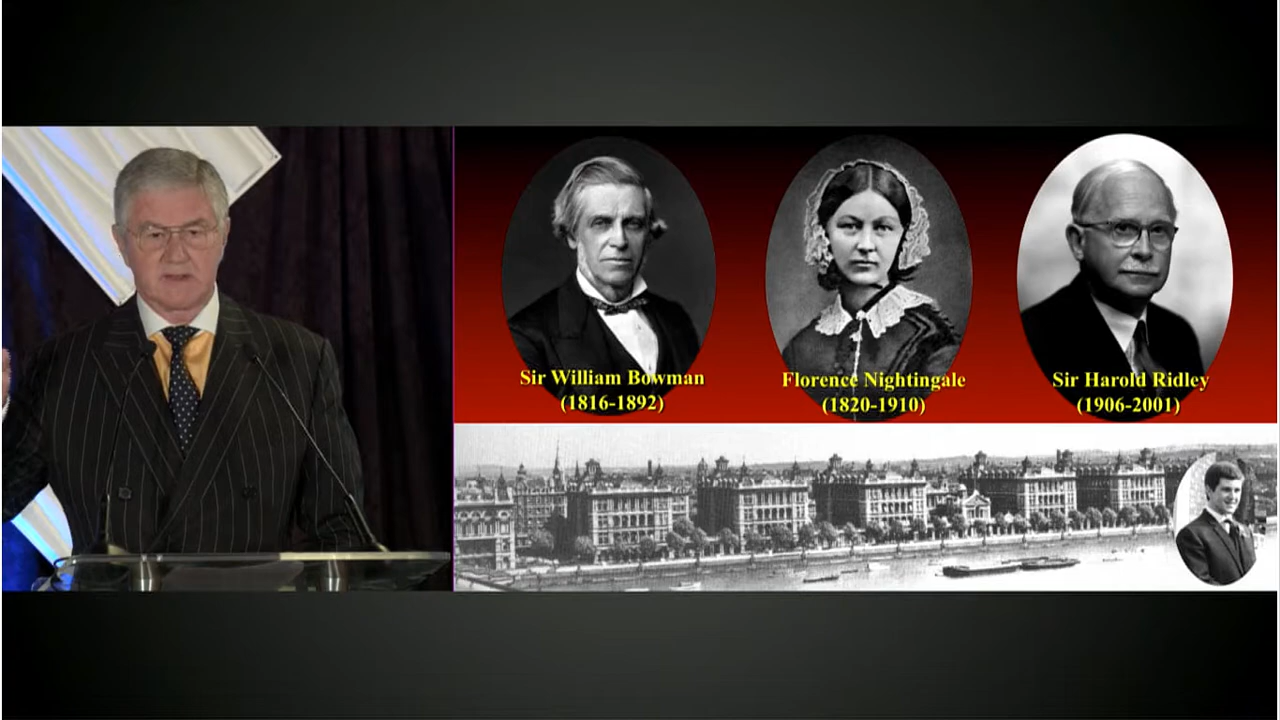 Sir William Bowman
(1816-1892)
Florence Nightingale
(1820-1910)
Sir Harold Ridley
(1906-2001)